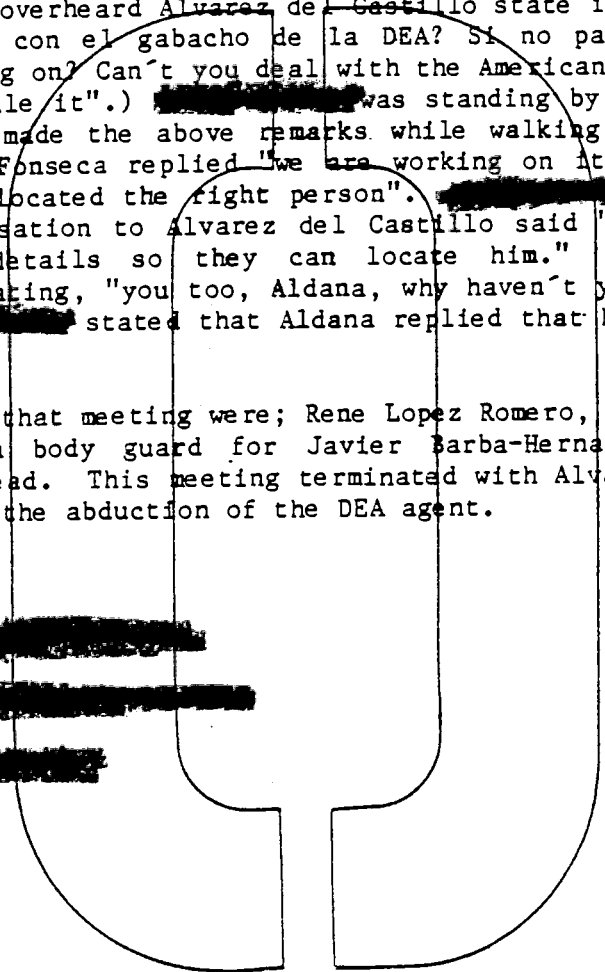 overheard Alvarez del Castillo state i
con el gabacho de la DEA? Si no pa
g on? Can´t you deal with the American
le it".) was standing by
made the above remarks while walking
Fonseca replied "we are working on it
located the right person".
sation to Alvarez del Castillo said "
details so they can locate him."
ting, "you too, Aldana, why haven´t y
stated that Aldana replied that h
that meeting were; Rene Lopez Romero,
body guard for Javier Barba-Herna
ead. This meeting terminated with Alv
the abduction of the DEA agent.